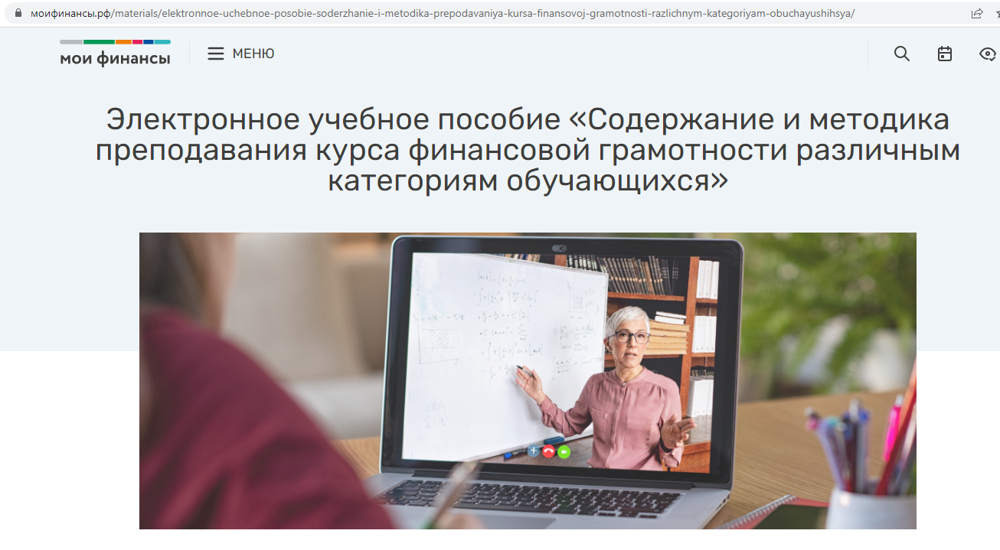 моифинансы.рф/materials/elektronnoe-uchebnoe-posobie-soderzhanie-i-metodika-prepodavaniya-kursa-finansovoj-gramotnosti-razlichnym-kategoriyam-obuchayushihsya/
мои финансы
МЕНЮ
Электронное учебное пособие «Содержание и методика
преподавания курса финансовой грамотности различным
категориям обучающихся»